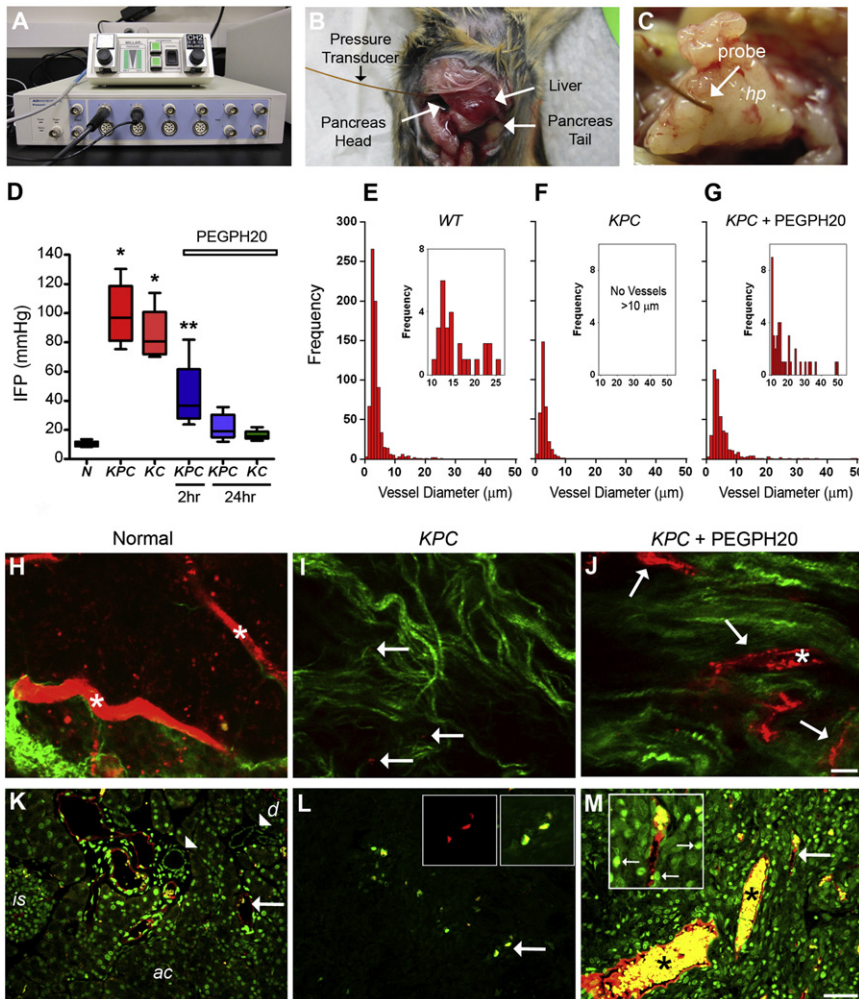 A
B
Pressure
Transducer
Liver
Pancreas
Head
Pancreas
Tail
C
probe
hp
D
PEGPH20
IFP (mmHg)
140
120
100
80
60
40
20
0
*
*
**
N KPC KC KPC KPC KC
2hr 24hr
E
WT
Frequency
300
250
200
150
100
50
0
Frequency
8
4
0
10 15 20 25
0 10 20 30 40 50
Vessel Diameter (μm)
F
KPC
Frequency
8
4
0
No Vessels
>10 μm
10 20 30 40 50
0 10 20 30 40 50
Vessel Diameter (μm)
G
KPC + PEGPH20
Frequency
8
4
0
10 20 30 40 50
0 10 20 30 40 50
Vessel Diameter (μm)
Normal
KPC
KPC + PEGPH20
H
*
*
I
J
*
K
d
is
ac
L
M
*
*